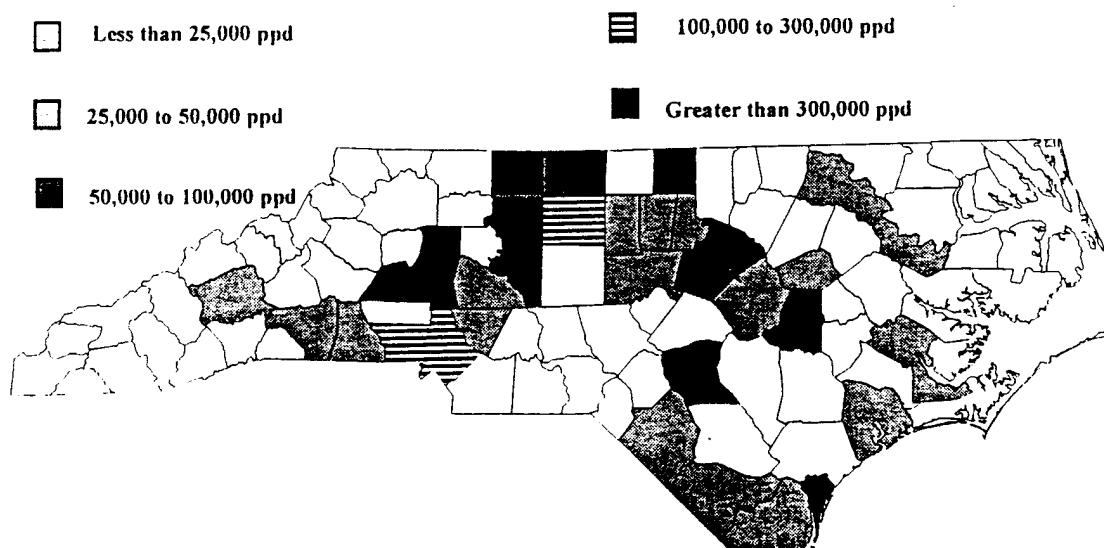 Less than 25,000 ppd
25,000 to 50,000 ppd
50,000 to 100,000 ppd
100,000 to 300,000 ppd
Greater than 300,000 ppd